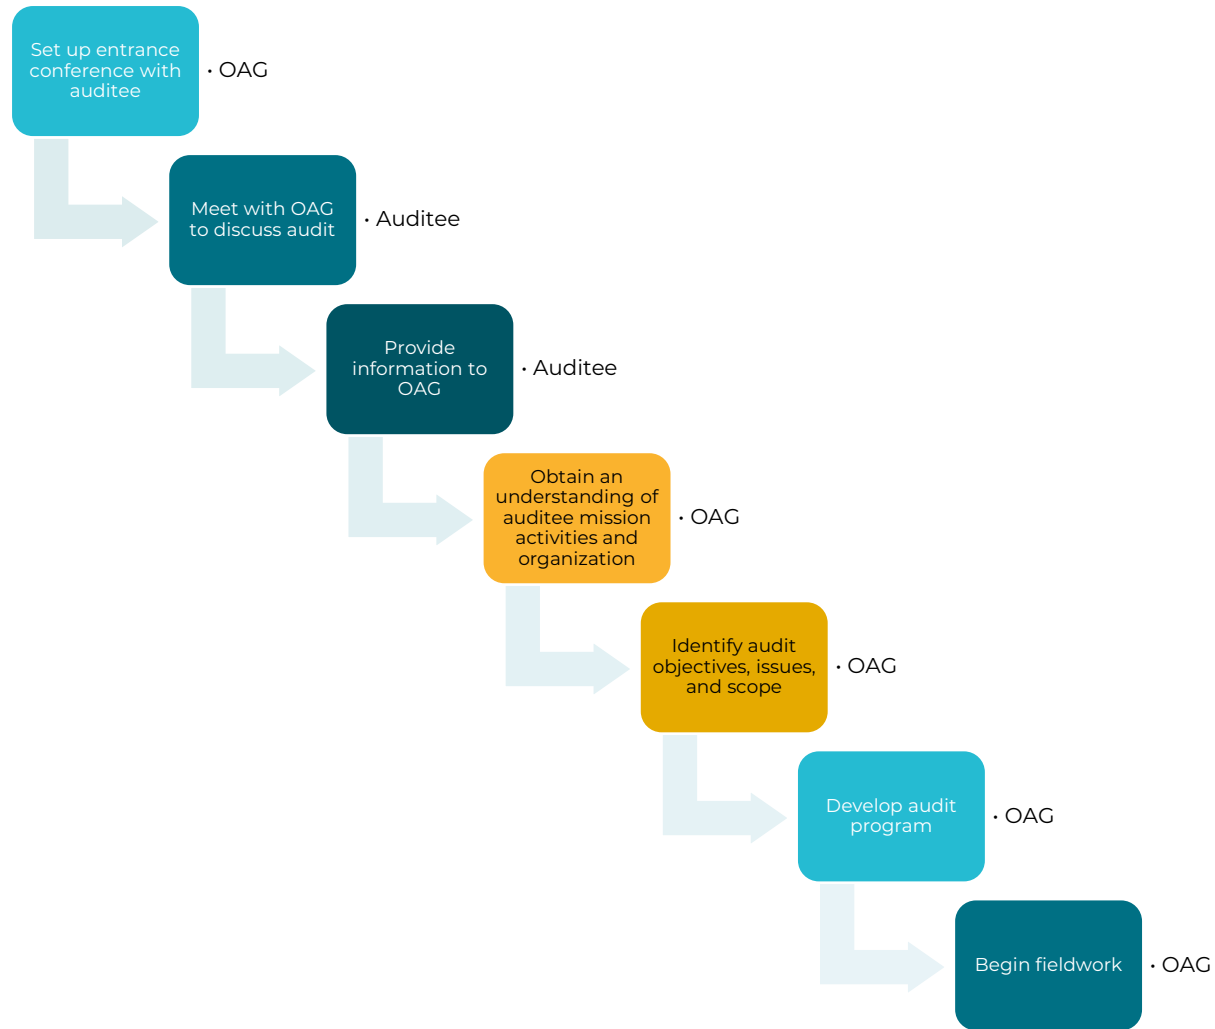 Set up entrance
conference with
auditee
• OAG
Meet with OAG
to discuss audit
• Auditee
Provide
information to
OAG
• Auditee
Obtain an
understanding of
auditee mission
activities and
organization
• OAG
Identify audit
objectives, issues,
and scope
• OAG
Develop audit
program
• OAG
Begin fieldwork
• OAG